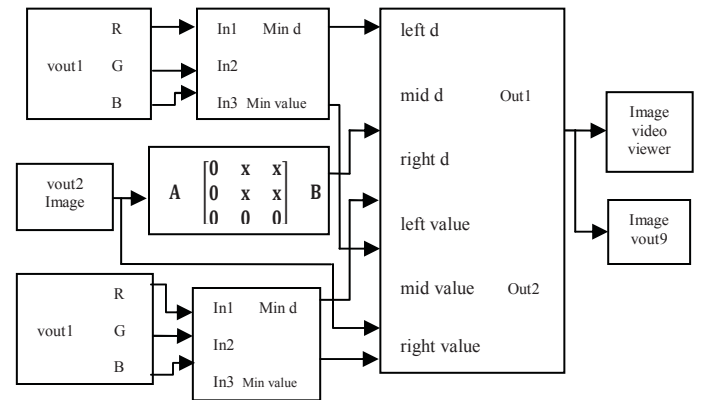 R
vout1 G
B
In1 Min d
In2
In3 Min value
vout2
Image
A [0 x x] B
0 x x
0 0 0
R
vout1 G
B
In1 Min d
In2
In3 Min value
left d
mid d Out1
right d
left value
mid value Out2
right value
Image
video
viewer
Image
vout9